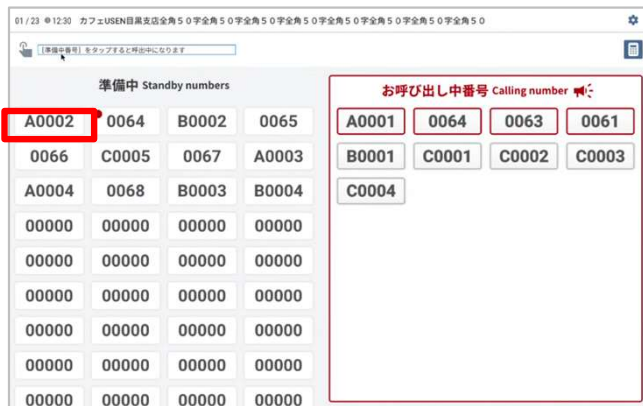 01/23 12:30 カフェUSEN目黒支店全角50字全角50字全角50字全角50字全角50字全角50字全角50
[準備中番号] をタップすると呼出中になります
準備中 Standby numbers
A0002 0064 B0002 0065
0066 C0005 0067 A0003
A0004 0068 B0003 B0004
00000 00000 00000 00000
00000 00000 00000 00000
00000 00000 00000 00000
00000 00000 00000 00000
00000 00000 00000 00000
00000 00000 00000 00000
お呼び出し中番号 Calling number
A0001 0064 0063 0061
B0001 C0001 C0002 C0003
C0004